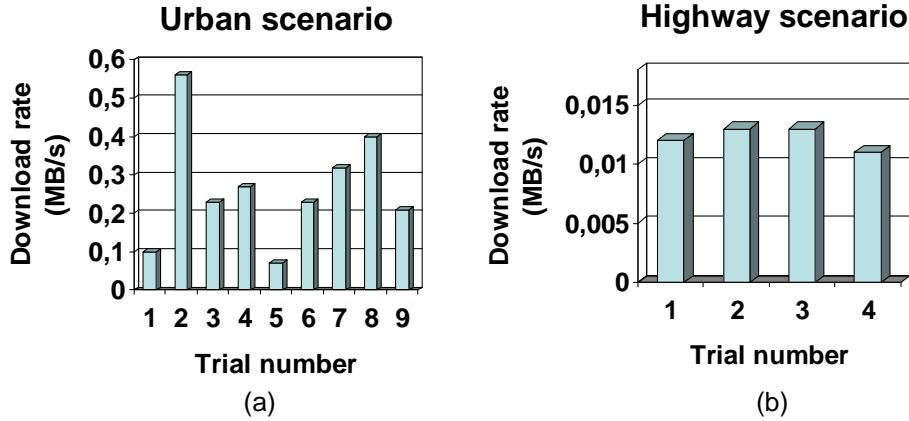 Urban scenario
Download rate
(MB/s)
0,6
0,5
0,4
0,3
0,2
0,1
0
1 2 3 4 5 6 7 8 9
Trial number
(a)
Highway scenario
Download rate
(MB/s)
0,015
0,01
0,005
0
1 2 3 4
Trial number
(b)